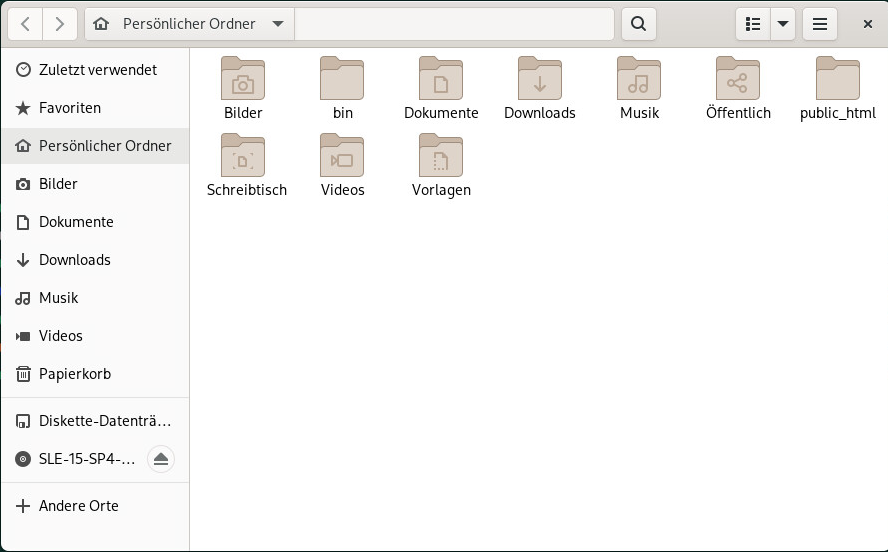 Persönlicher Ordner
Zuletzt verwendet
Favoriten
Persönlicher Ordner
Bilder
Dokumente
Downloads
Musik
Videos
Papierkorb
Diskette-Datenträ…
SLE-15-SP4-…
Andere Orte
Bilder bin Dokumente Downloads Musik Öffentlich public_html
Schreibtisch Videos Vorlagen